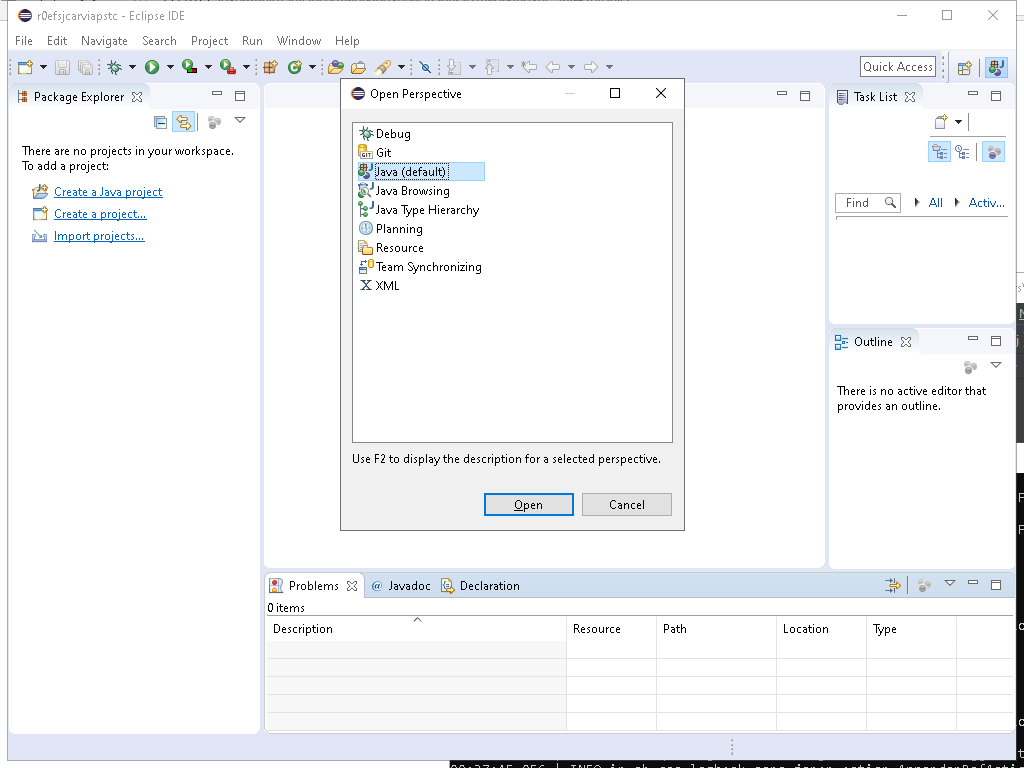 r0efsjcarviapstc - Eclipse IDE
File Edit Navigate Search Project Run Window Help
Quick Access
Package Explorer
There are no projects in your workspace.
To add a project:
Create a Java project
Create a project...
Import projects...
Open Perspective
Debug
Git
Java (default)
Java Browsing
Java Type Hierarchy
Planning
Resource
Team Synchronizing
XML
Use F2 to display the description for a selected perspective.
Open Cancel
Task List
Find All Activ...
Outline
There is no active editor that
provides an outline.
Problems @ Javadoc Declaration
0 items
Description Resource Path Location Type